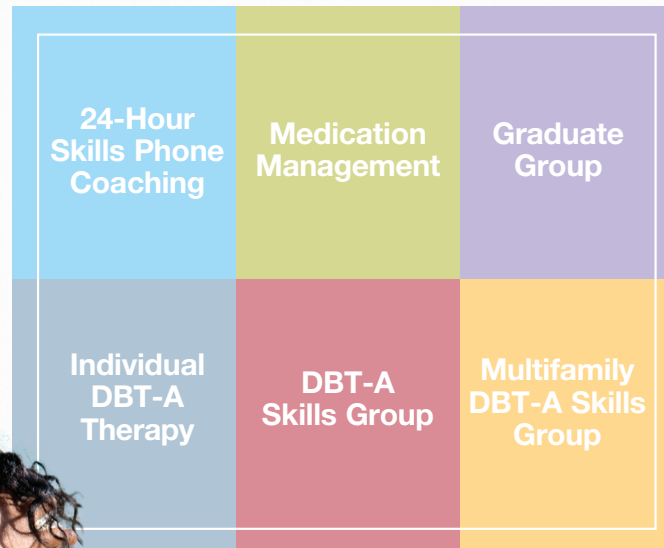 24-Hour
Skills Phone
Coaching
Medication
Management
Graduate
Group
Individual
DBT-A
Therapy
DBT-A
Skills Group
Multifamily
DBT-A Skills
Group